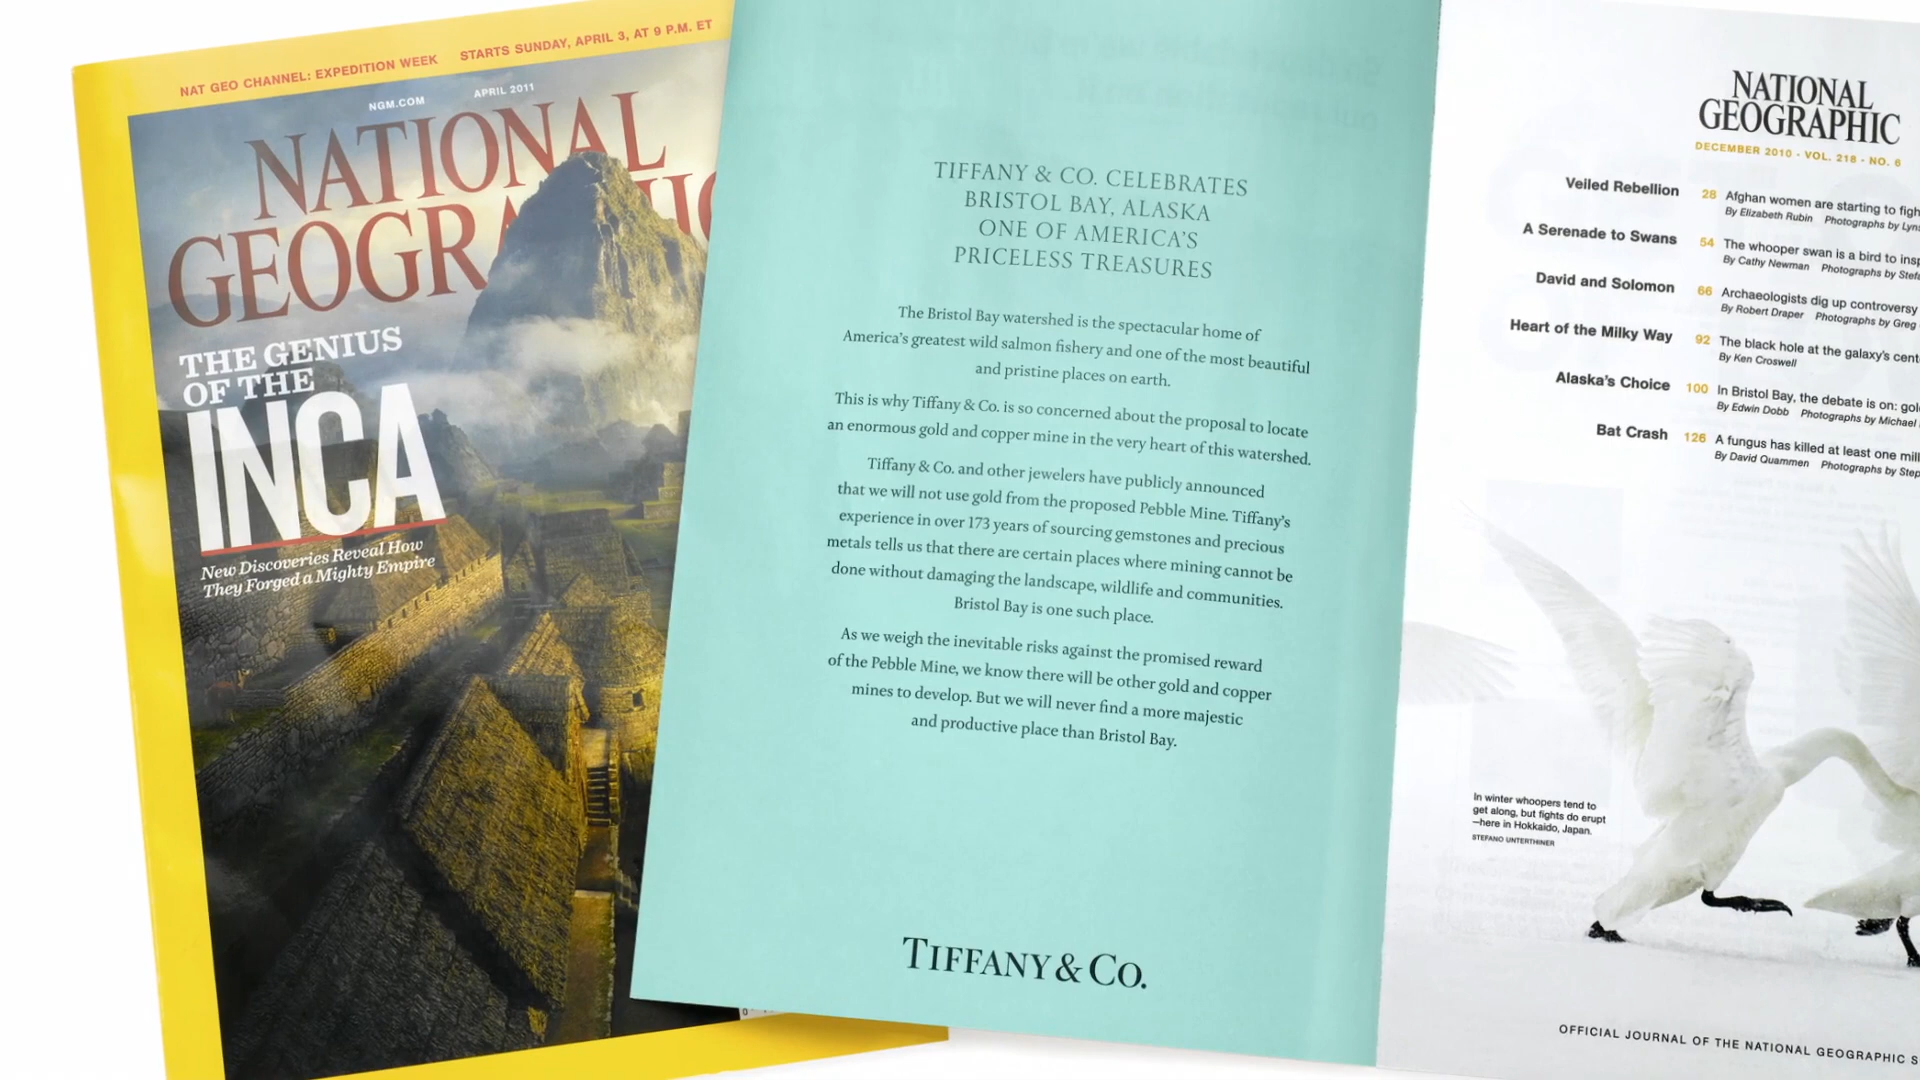 NAT GEO CHANNEL: EXPEDITION WEEK STARTS SUNDAY, APRIL 3, AT 9 P.M. ET
NGM.COM APRIL 2011
NATIONAL
THE GENIUS
OF THE
INCA
New Discoveries Reveal How
They Forged a Mighty Empire
TIFFANY & CO. CELEBRATES
BRISTOL BAY, ALASKA
ONE OF AMERICA'S
PRICELESS TREASURES
The Bristol Bay watershed is the spectacular home of
America's greatest wild salmon fishery and one of the most beautiful
and pristine places on earth.
This is why Tiffany & Co. is so concerned about the proposal to locate
an enormous gold and copper mine in the very heart of this watershed.
Tiffany & Co. and other jewelers have publicly announced
that we will not use gold from the proposed Pebble Mine. Tiffany's
experience in over 173 years of sourcing gemstones and precious
metals tells us that there are certain places where mining cannot be
done without damaging the landscape, wildlife and communities.
Bristol Bay is one such place.
As we weigh the inevitable risks against the promised reward
of the Pebble Mine, we know there will be other gold and copper
mines to develop. But we will never find a more majestic
and productive place than Bristol Bay.
TIFFANY & CO.
NATIONAL
GEOGRAPHIC
DECEMBER 2010 · VOL. 218 · NO. 6
Veiled Rebellion 28 Afghan women are starting to
By Elizabeth Rubin Photographs by
A Serenade to Swans 54 The whooper swan is a bird to
By Cathy Newman Photographs by
David and Solomon 66 Archaeologists dig up controversy
By Robert Draper Photographs by Greg
Heart of the Milky Way 92 The black hole at the galaxy's
By Ken Croswell
Alaska's Choice 100 In Bristol Bay, the debate is on:
By Edwin Dobb Photographs by Michael
Bat Crash 126 A fungus has killed at least one
By David Quammen Photographs by
In winter whoopers tend to
get along, but fights do erupt
—here in Hokkaido, Japan.
STEFANO UNTERTHINER
OFFICIAL JOURNAL OF THE NATIONAL GEOGRAPHIC